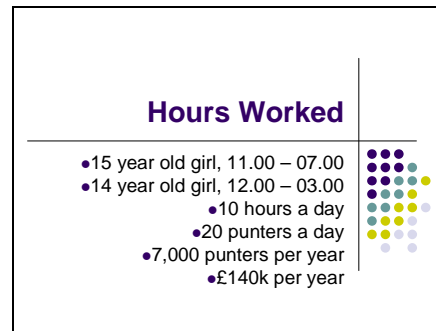 Hours Worked
●15 year old girl, 11.00 – 07.00
●14 year old girl, 12.00 – 03.00
●10 hours a day
●20 punters a day
●7,000 punters per year
●£140k per year